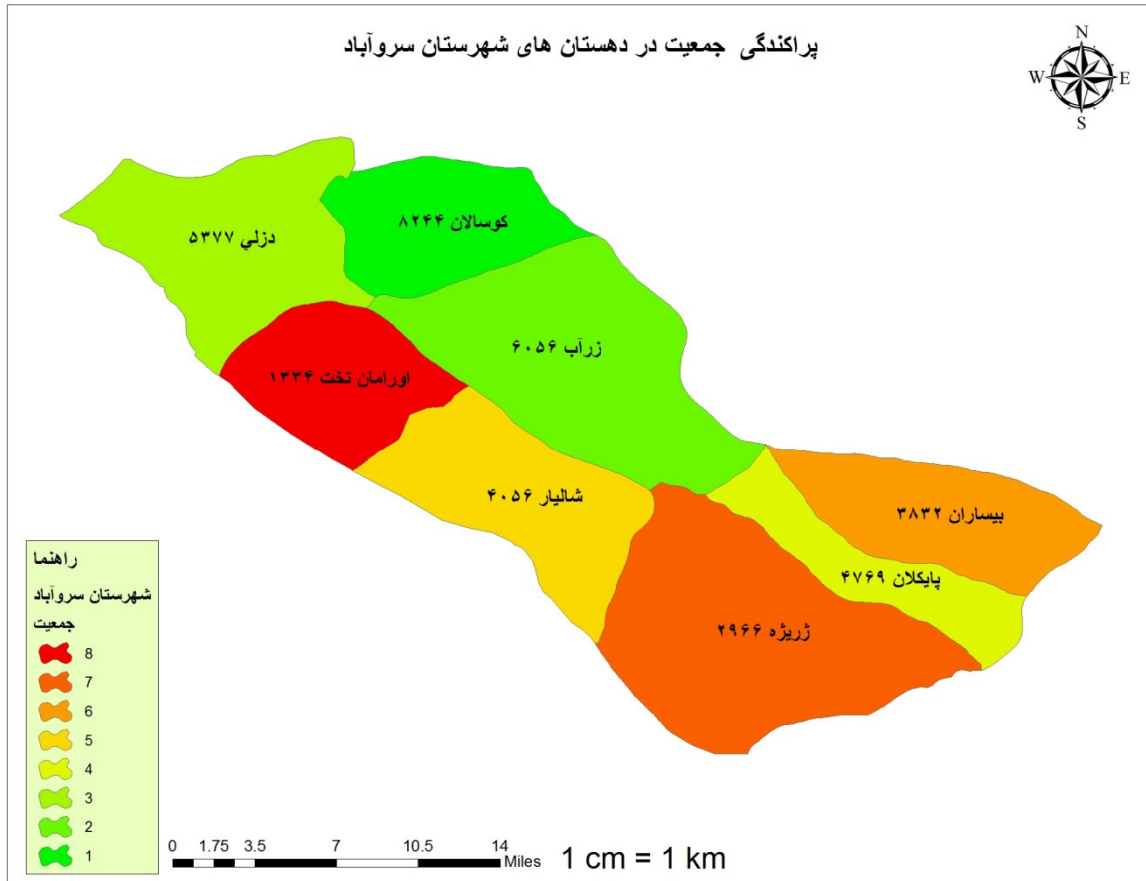 پراکندگی جمعیت در دهستان های شهرستان سروآباد
N
W E
S
کوسالان ۸۲۴۴
دزلي ۵۳۷۷
زرآب ۶۰۵۶
اورامان تخت ۱۳۳۴
شالیار ۴۰۵۶
بیساران ۳۸۳۲
پایکلان ۴۷۶۹
ژریژه ۲۹۶۶
راهنما
شهرستان سروآباد
جمعیت
8
7
6
5
4
3
2
1
0 1.75 3.5 7 10.5 14
Miles
1 cm = 1 km